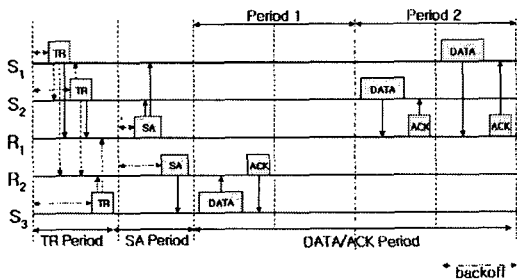 Period 1
Period 2
TR
DATA
S1
TR
DATA
S2
SA
ACK
ACK
R1
SA
ACK
R2
TR
DATA
S3
TR Period
SA Period
DATA/ACK Period
backoff